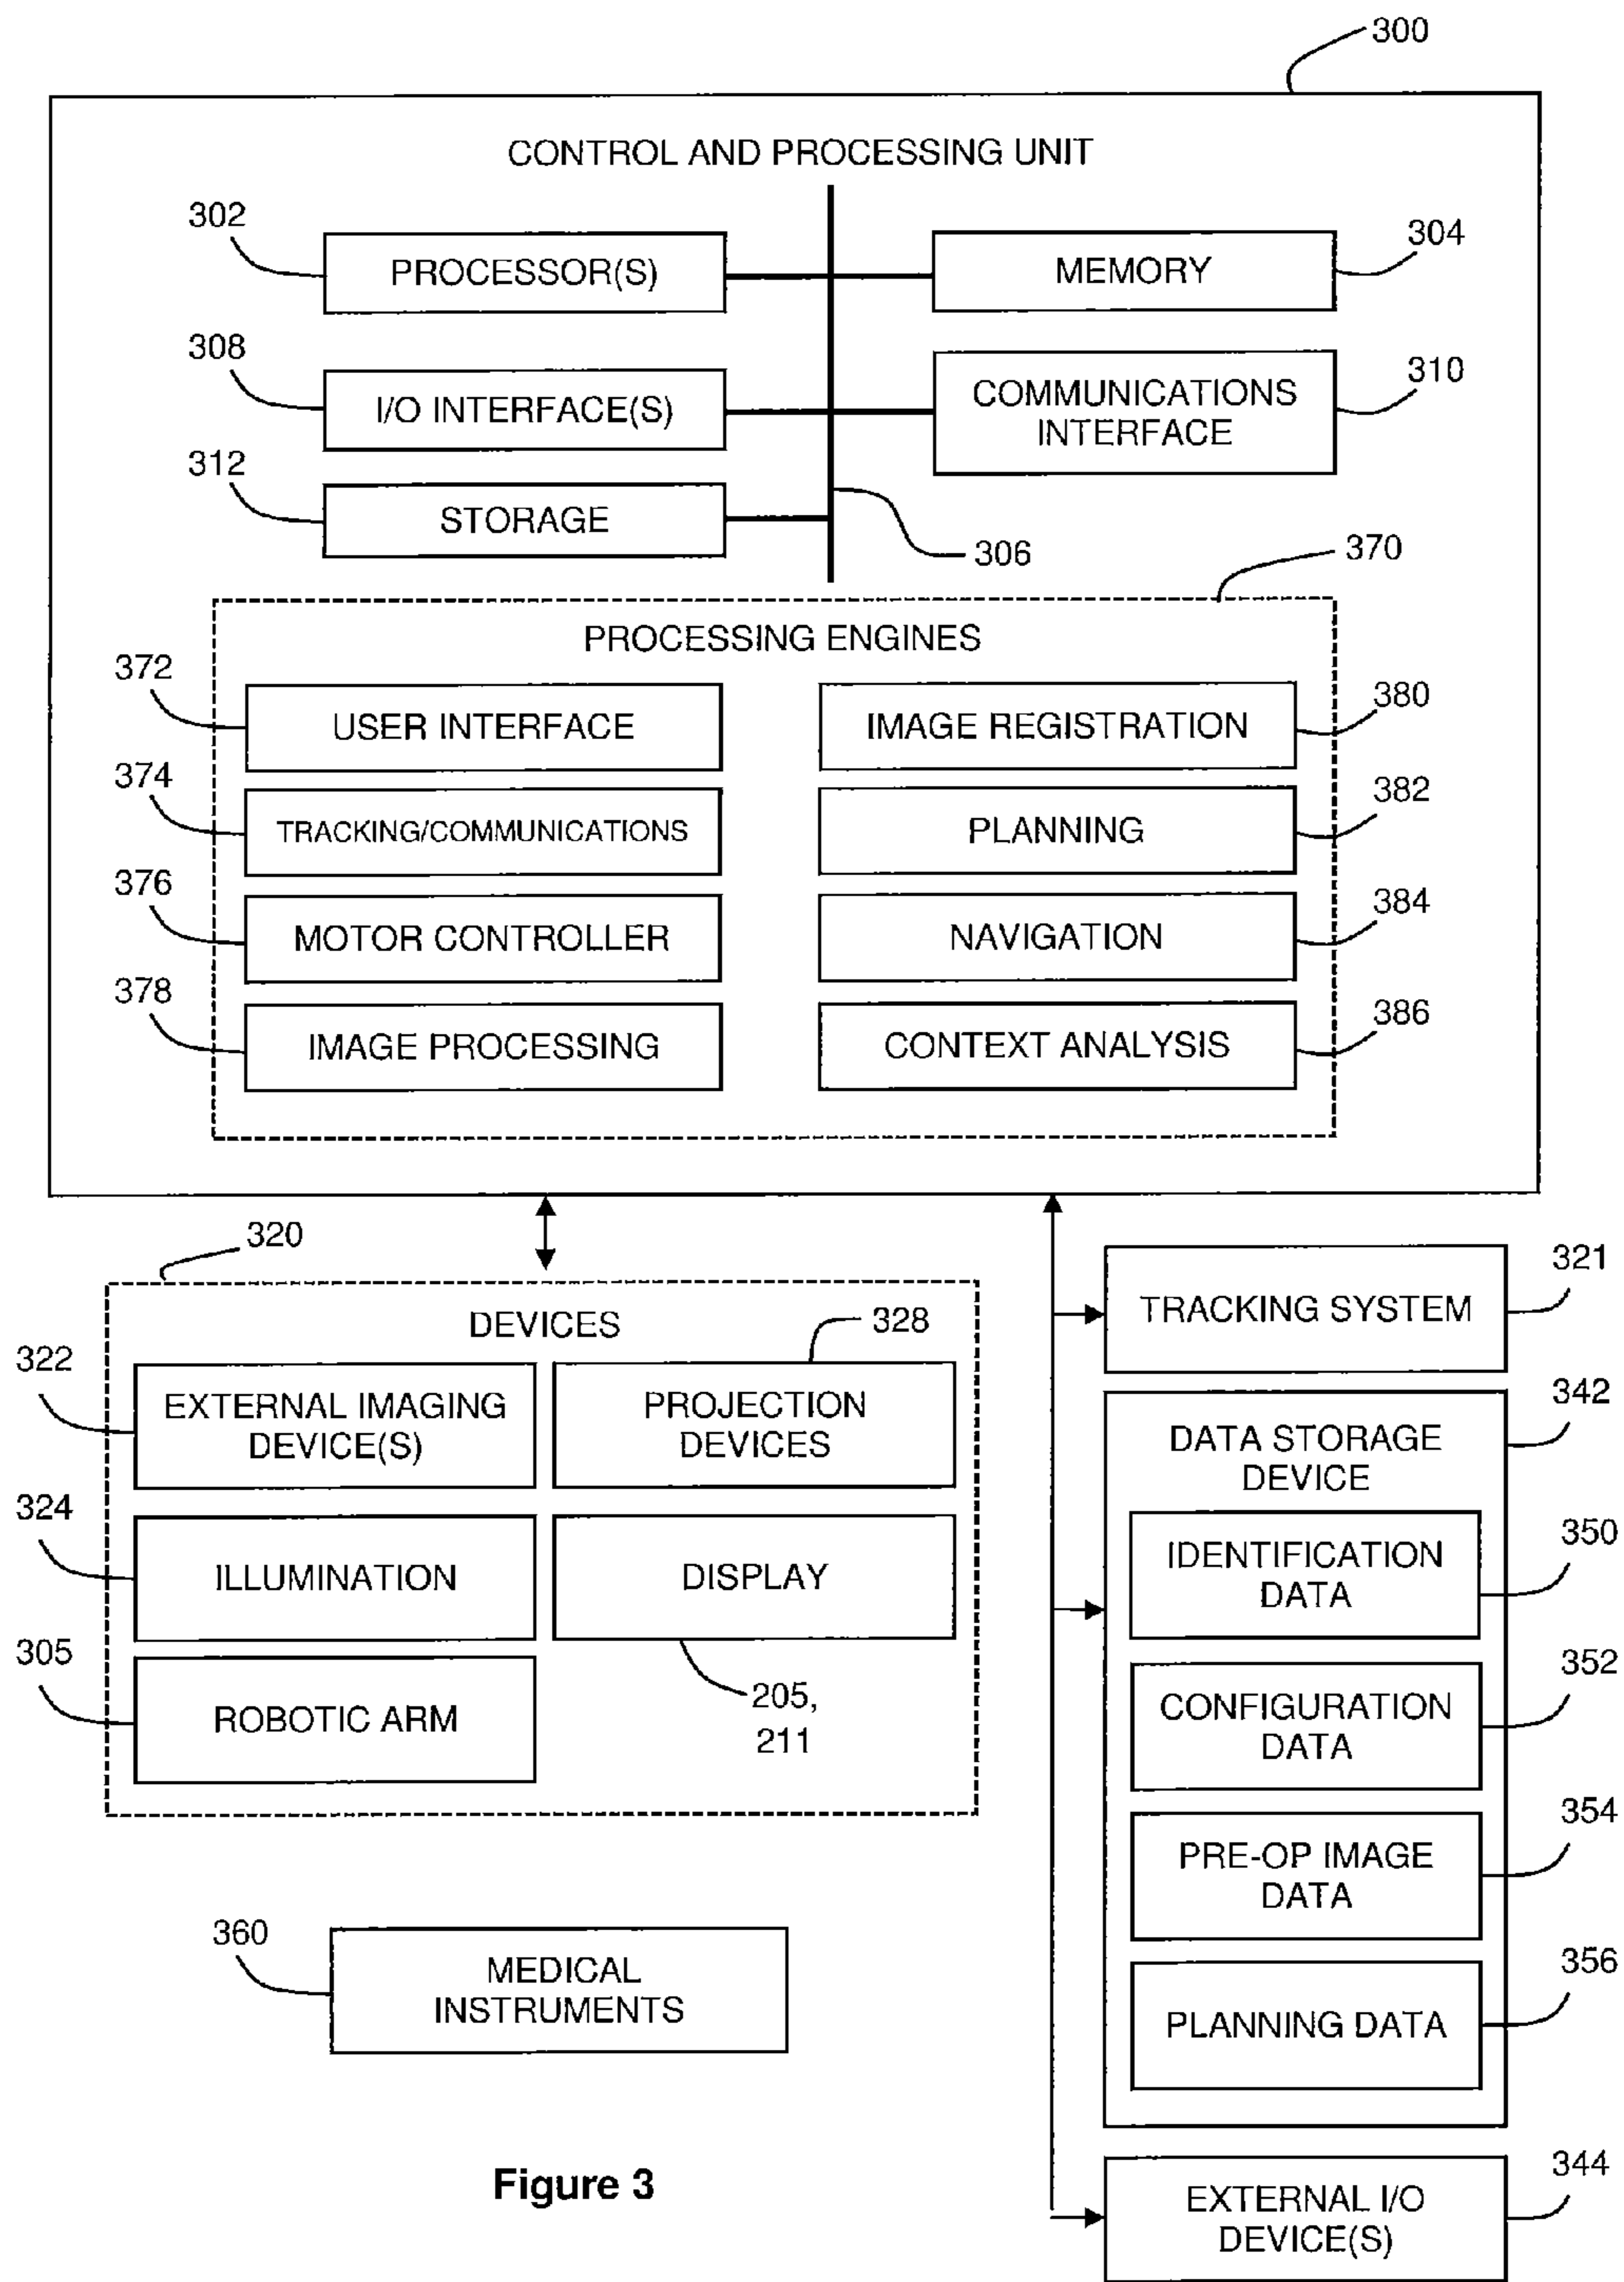 300
CONTROL AND PROCESSING UNIT
302
PROCESSOR(S)
MEMORY
304
308
I/O INTERFACE(S)
COMMUNICATIONS
INTERFACE
310
312
STORAGE
306
370
PROCESSING ENGINES
372
USER INTERFACE
IMAGE REGISTRATION
380
374
TRACKING/COMMUNICATIONS
PLANNING
382
376
MOTOR CONTROLLER
NAVIGATION
384
378
IMAGE PROCESSING
CONTEXT ANALYSIS
386
320
DEVICES
328
322
EXTERNAL IMAGING
DEVICE(S)
PROJECTION
DEVICES
324
ILLUMINATION
DISPLAY
305
ROBOTIC ARM
205,
211
321
TRACKING SYSTEM
342
DATA STORAGE
DEVICE
350
IDENTIFICATION
DATA
352
CONFIGURATION
DATA
354
PRE-OP IMAGE
DATA
356
PLANNING DATA
360
MEDICAL
INSTRUMENTS
344
EXTERNAL I/O
DEVICE(S)
Figure 3